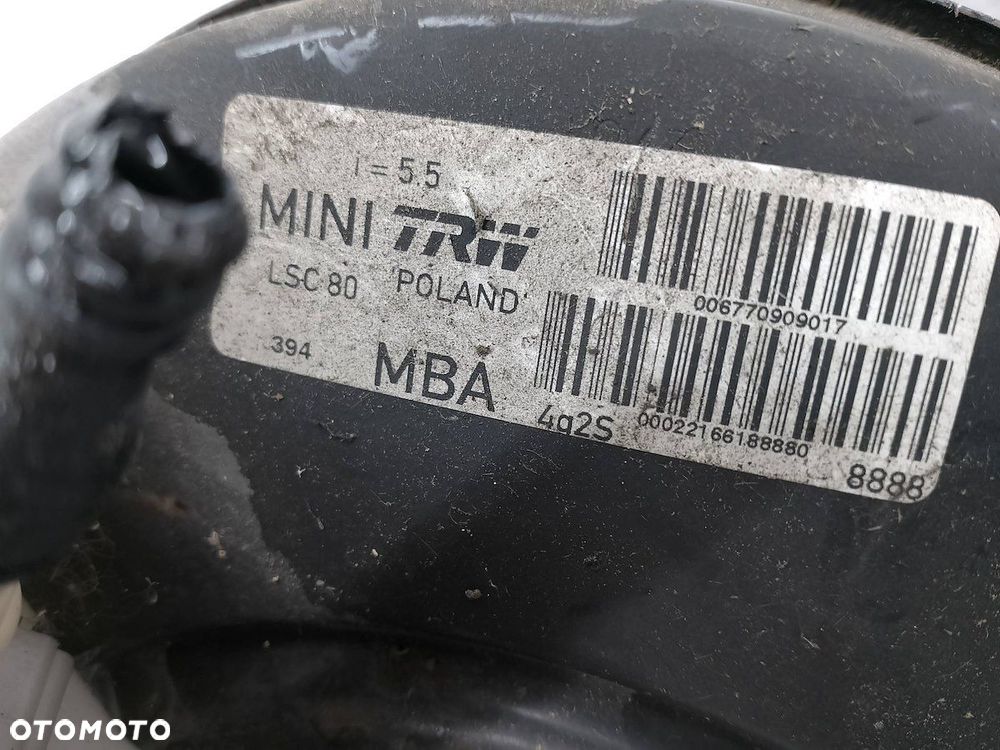 i = 5.5
MINI TRW
LSC 80 POLAND
006770909017
394 MBA
4g2S 00022166188880 8888
OTOMOTO